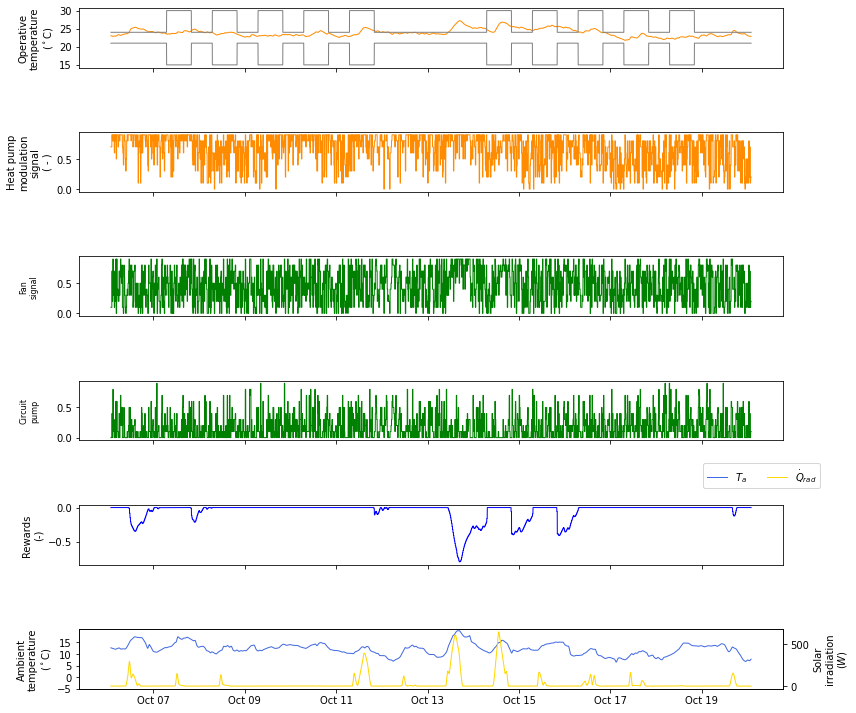 Operative
temperature
(°C)
30
25
20
15
Heat pump
modulation
signal
( - )
0.5
0.0
Fan
signal
0.5
0.0
Circuit
pump
0.5
0.0
T_a Q̇_rad
Rewards
(-)
0.0
−0.5
Ambient
temperature
(°C)
15
10
5
0
−5
500
0
Solar
irradiation
(W)
Oct 07 Oct 09 Oct 11 Oct 13 Oct 15 Oct 17 Oct 19